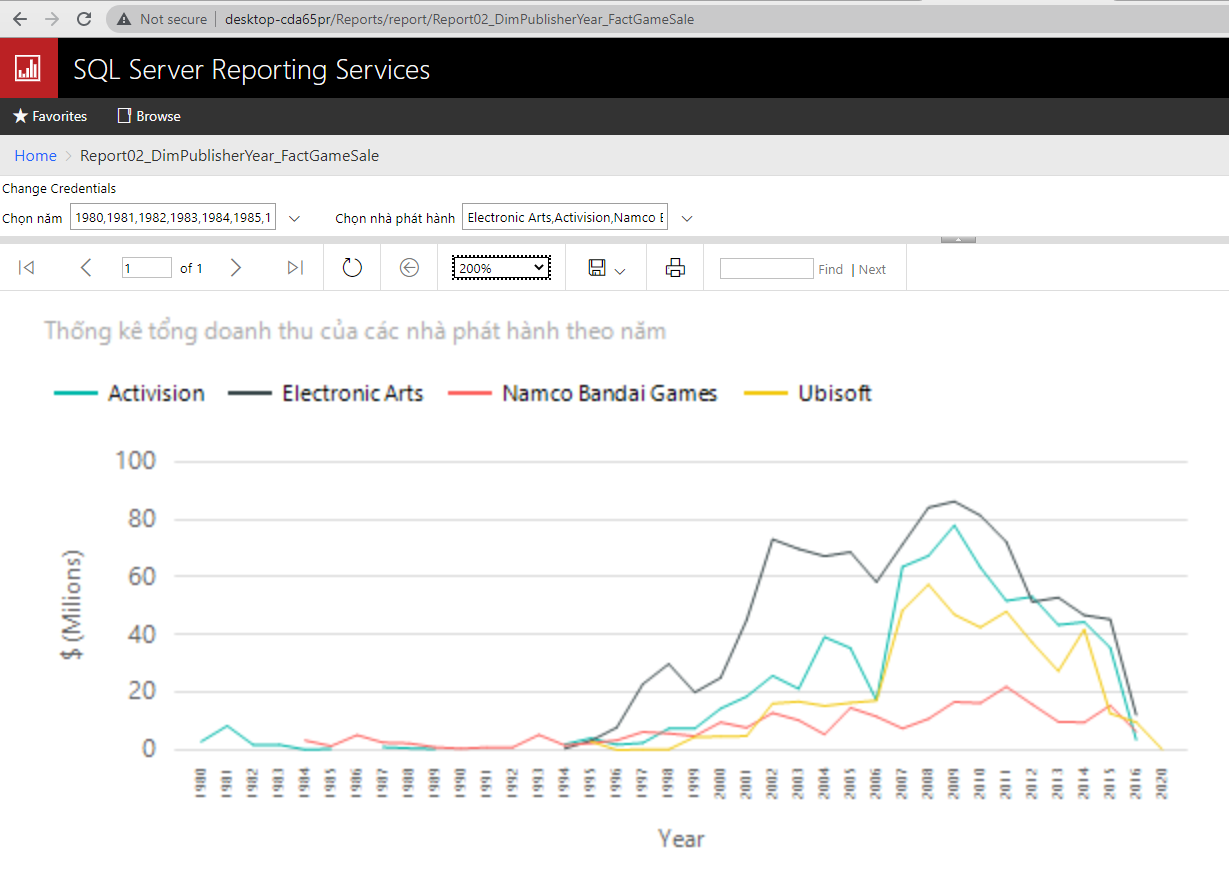 Not secure | desktop-cda65pr/Reports/report/Report02_DimPublisherYear_FactGameSale
SQL Server Reporting Services
Favorites Browse
Home > Report02_DimPublisherYear_FactGameSale
Change Credentials
Chọn năm 1980,1981,1982,1983,1984,1985,1 Chọn nhà phát hành Electronic Arts,Activision,Namco E
1 of 1 200% Find | Next
Thống kê tổng doanh thu của các nhà phát hành theo năm
Activision Electronic Arts Namco Bandai Games Ubisoft
100
80
60
40
20
0
$ (Milions)
1980 1981 1982 1983 1984 1985 1986 1987 1988 1989 1990 1991 1992 1993 1994 1995 1996 1997 1998 1999 2000 2001 2002 2003 2004 2005 2006 2007 2008 2009 2010 2011 2012 2013 2014 2015 2016 2020
Year